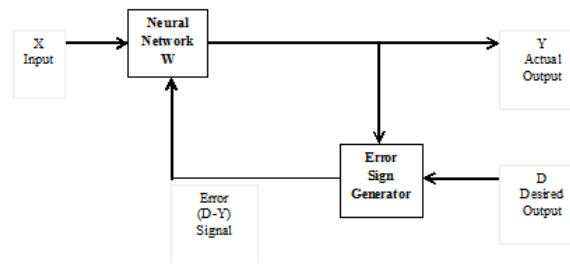 X
Input
Neural
Network
W
Y
Actual
Output
Error
Sign
Generator
D
Desired
Output
Error
(D-Y)
Signal